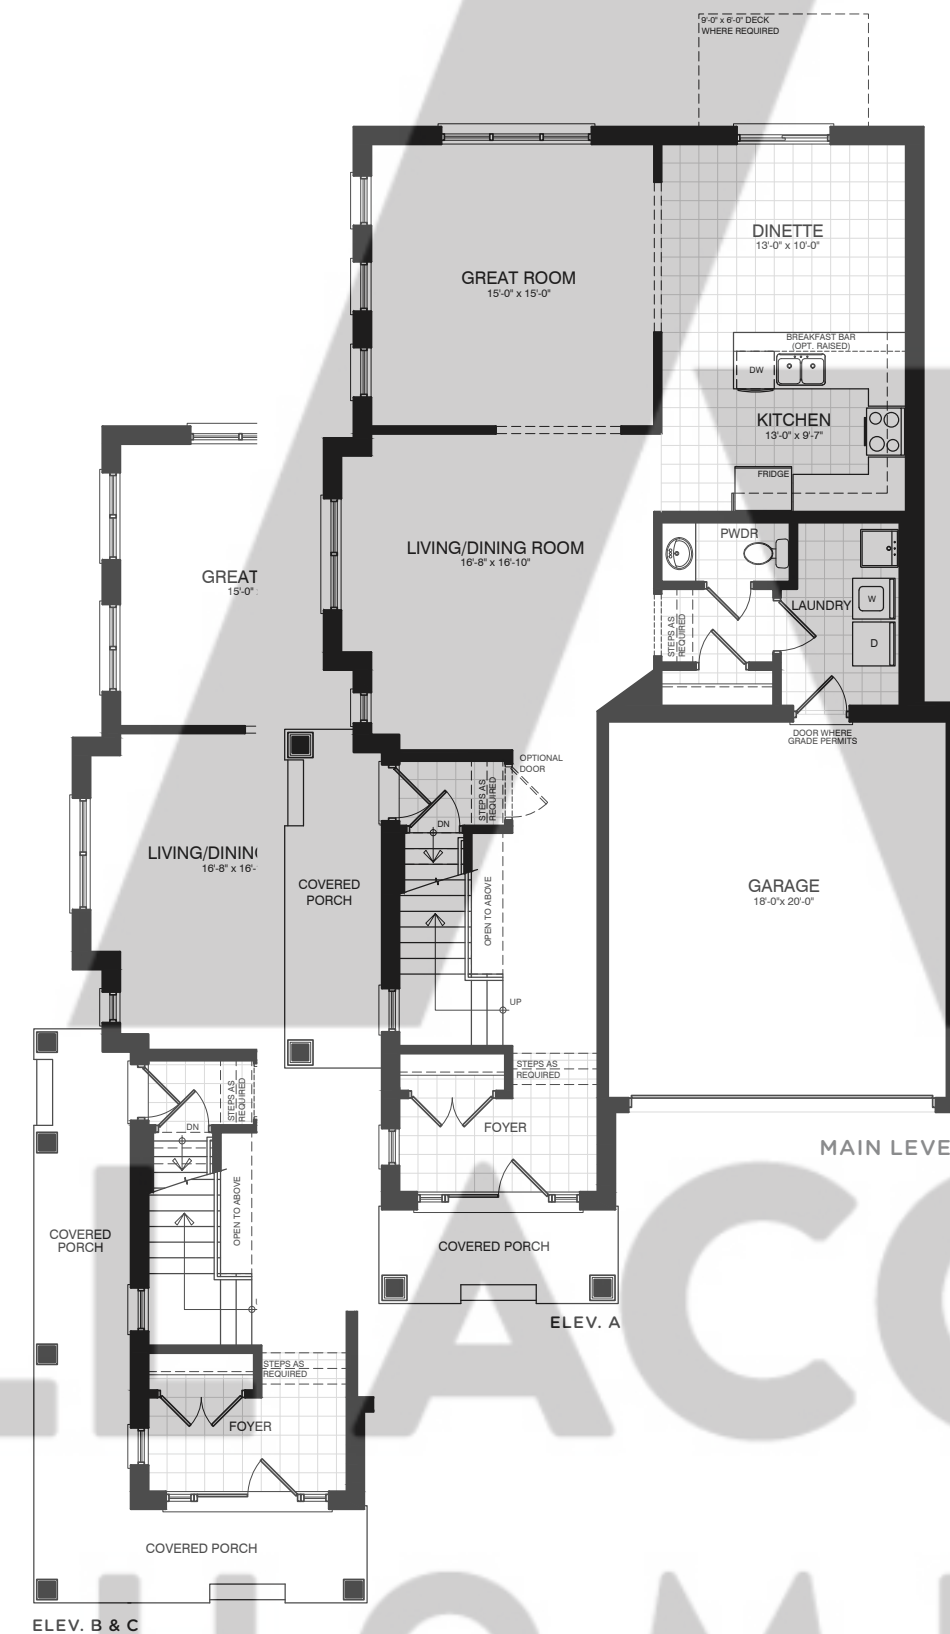 9'-0" x 6'-0" DECK
WHERE REQUIRED
DINETTE
13'-0" x 10'-0"
GREAT ROOM
15'-0" x 15'-0"
BREAKFAST BAR
(OPT. RAISED)
DW
KITCHEN
13'-0" x 9'-7"
FRIDGE
PWDR
LIVING/DINING ROOM
16'-8" x 16'-10"
LAUNDRY
W
D
STEPS AS
REQUIRED
DOOR WHERE
GRADE PERMITS
OPTIONAL
DOOR
STEPS AS
REQUIRED
DN
COVERED
PORCH
OPEN TO ABOVE
UP
GARAGE
18'-0"x 20'-0"
STEPS AS
REQUIRED
FOYER
MAIN LEVE
COVERED PORCH
ELEV. A
GREAT
15'-0"
LIVING/DINING
16'-8" x 16'-
STEPS AS
REQUIRED
DN
OPEN TO ABOVE
COVERED
PORCH
STEPS AS
REQUIRED
FOYER
COVERED PORCH
ELEV. B & C
ACC
HOM